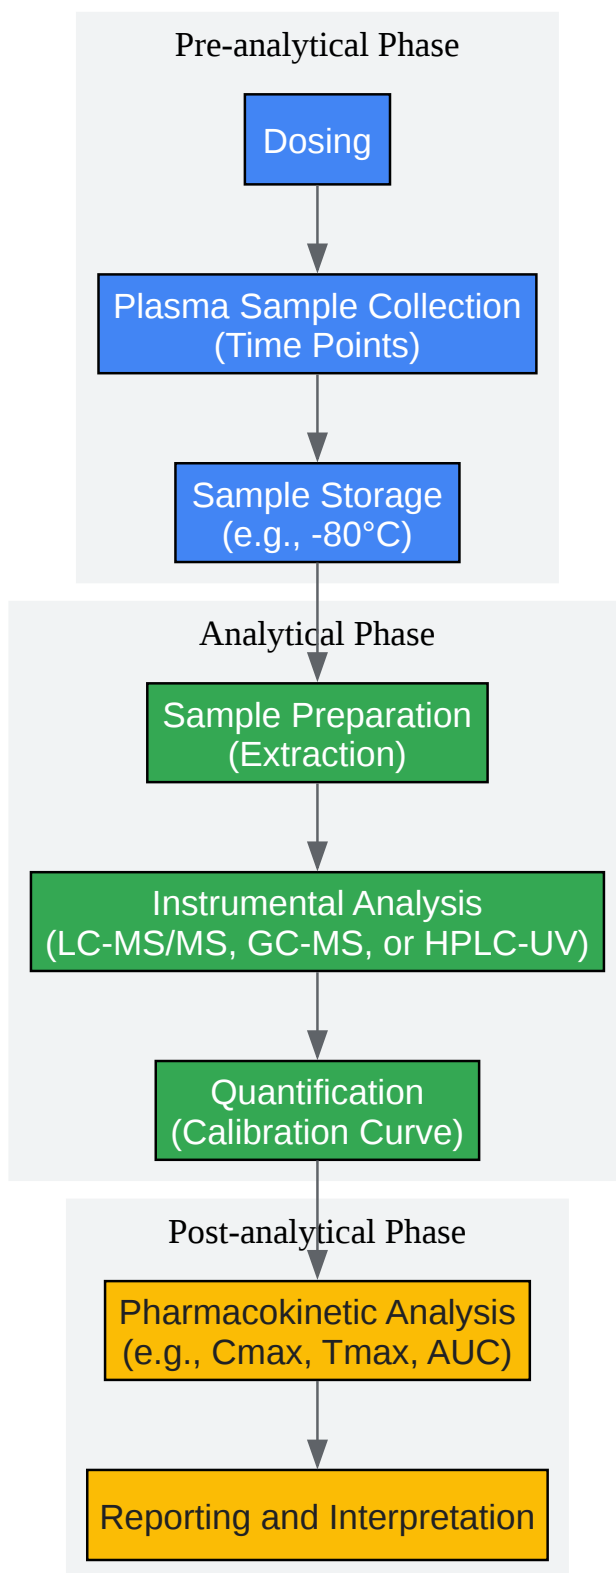 Pre-analytical Phase
Dosing
Plasma Sample Collection
(Time Points)
Sample Storage
(e.g., -80°C)
Analytical Phase
Sample Preparation
(Extraction)
Instrumental Analysis
(LC-MS/MS, GC-MS, or HPLC-UV)
Quantification
(Calibration Curve)
Post-analytical Phase
Pharmacokinetic Analysis
(e.g., Cmax, Tmax, AUC)
Reporting and Interpretation